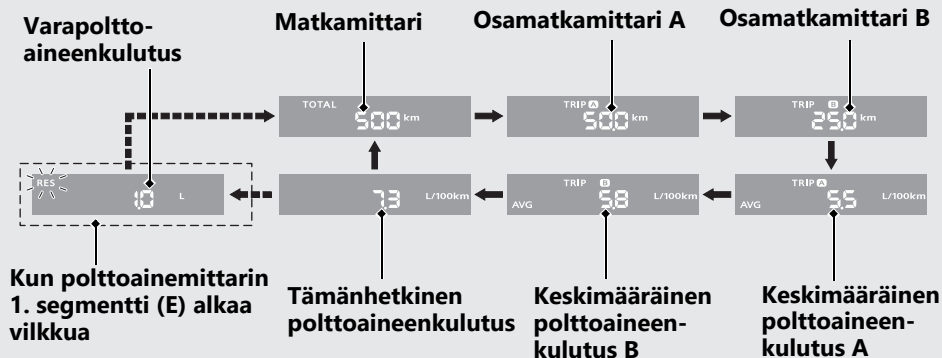 Varapoltto-
aineenkulutus
Matkamittari
Osamatkamittari A
Osamatkamittari B
TOTAL
500 km
TRIP A
50.0 km
TRIP B
25.0 km
RES
1.0 L
7.3 L/100km
TRIP B
AVG 5.8 L/100km
TRIP A
AVG 5.5 L/100km
Kun polttoainemittarin
1. segmentti (E) alkaa
vilkkua
Tämänhetkinen
polttoaineenkulutus
Keskimääräinen
polttoaineen-
kulutus B
Keskimääräinen
polttoaineen-
kulutus A